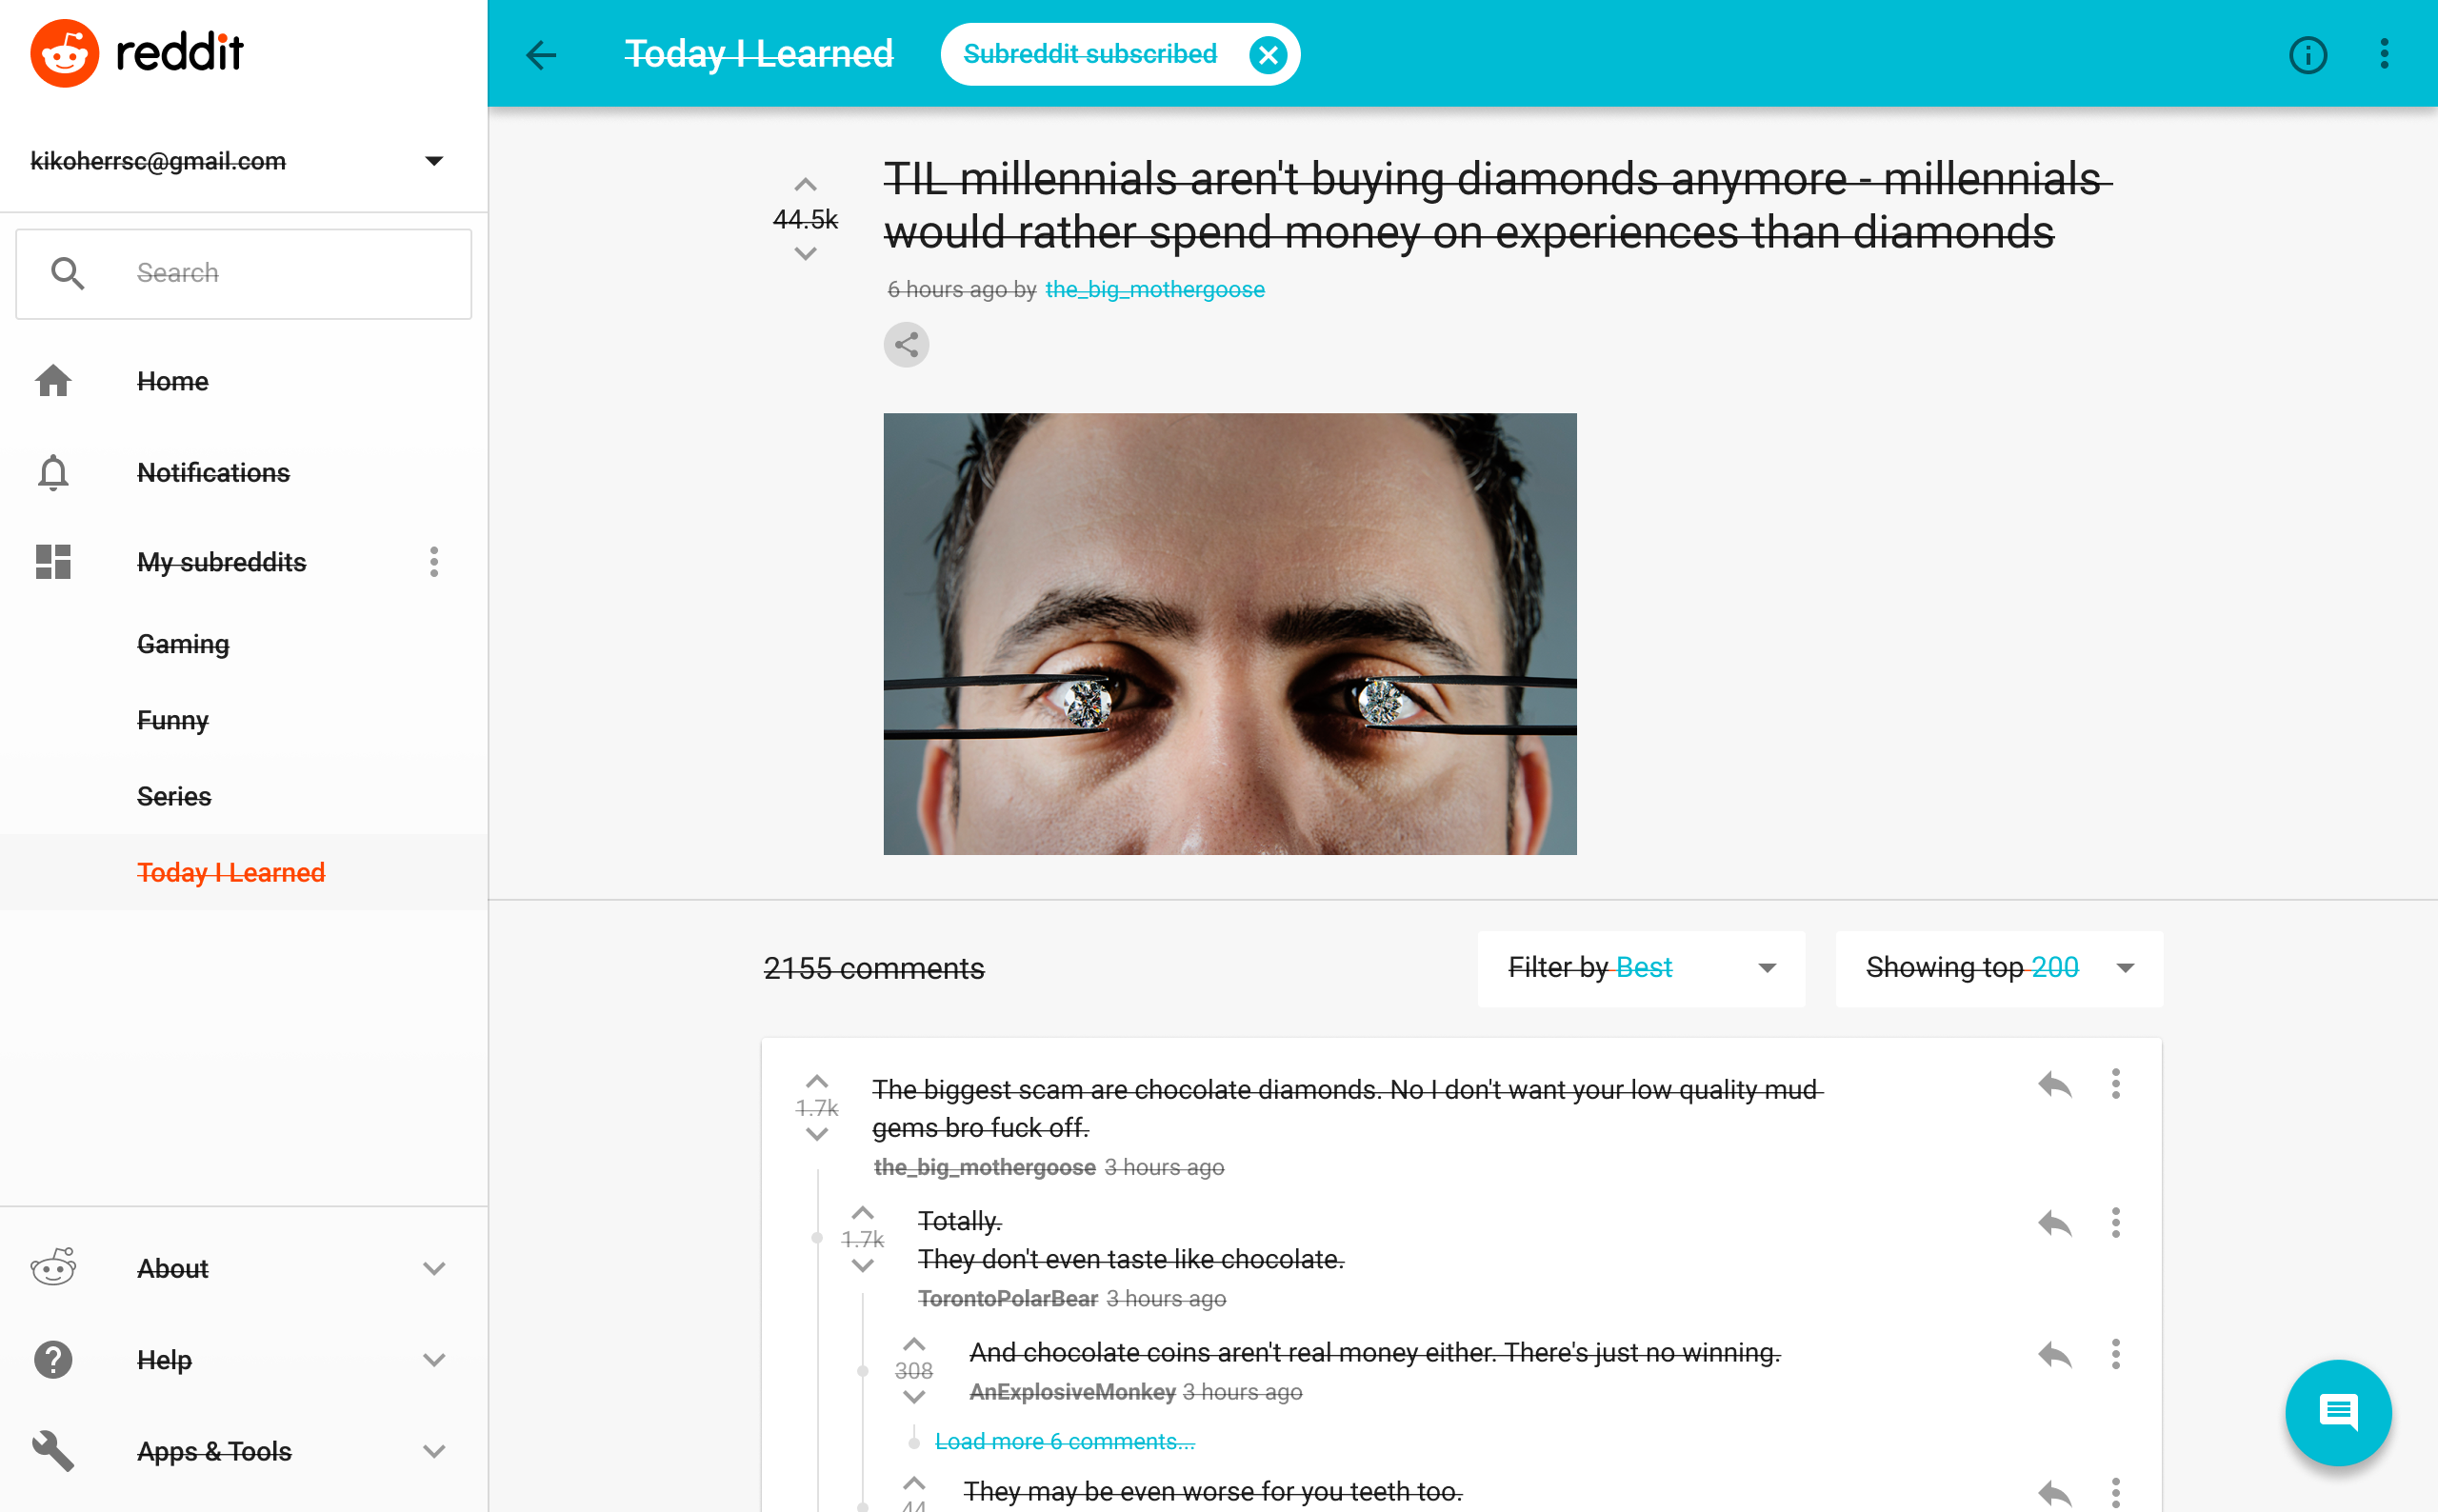 reddit
kikoherrsc@gmail.com
Search
Home
Notifications
My subreddits
Gaming
Funny
Series
Today I Learned
About
Help
Apps & Tools
Today I Learned
Subreddit subscribed
44.5k
TIL millennials aren't buying diamonds anymore - millennials
would rather spend money on experiences than diamonds
6 hours ago by the_big_mothergoose
2155 comments
Filter by Best
Showing top 200
1.7k
The biggest scam are chocolate diamonds. No I don't want your low quality mud
gems bro fuck off.
the_big_mothergoose 3 hours ago
1.7k
Totally.
They don't even taste like chocolate.
TorontoPolarBear 3 hours ago
308
And chocolate coins aren't real money either. There's just no winning.
AnExplosiveMonkey 3 hours ago
Load more 6 comments...
44
They may be even worse for you teeth too.